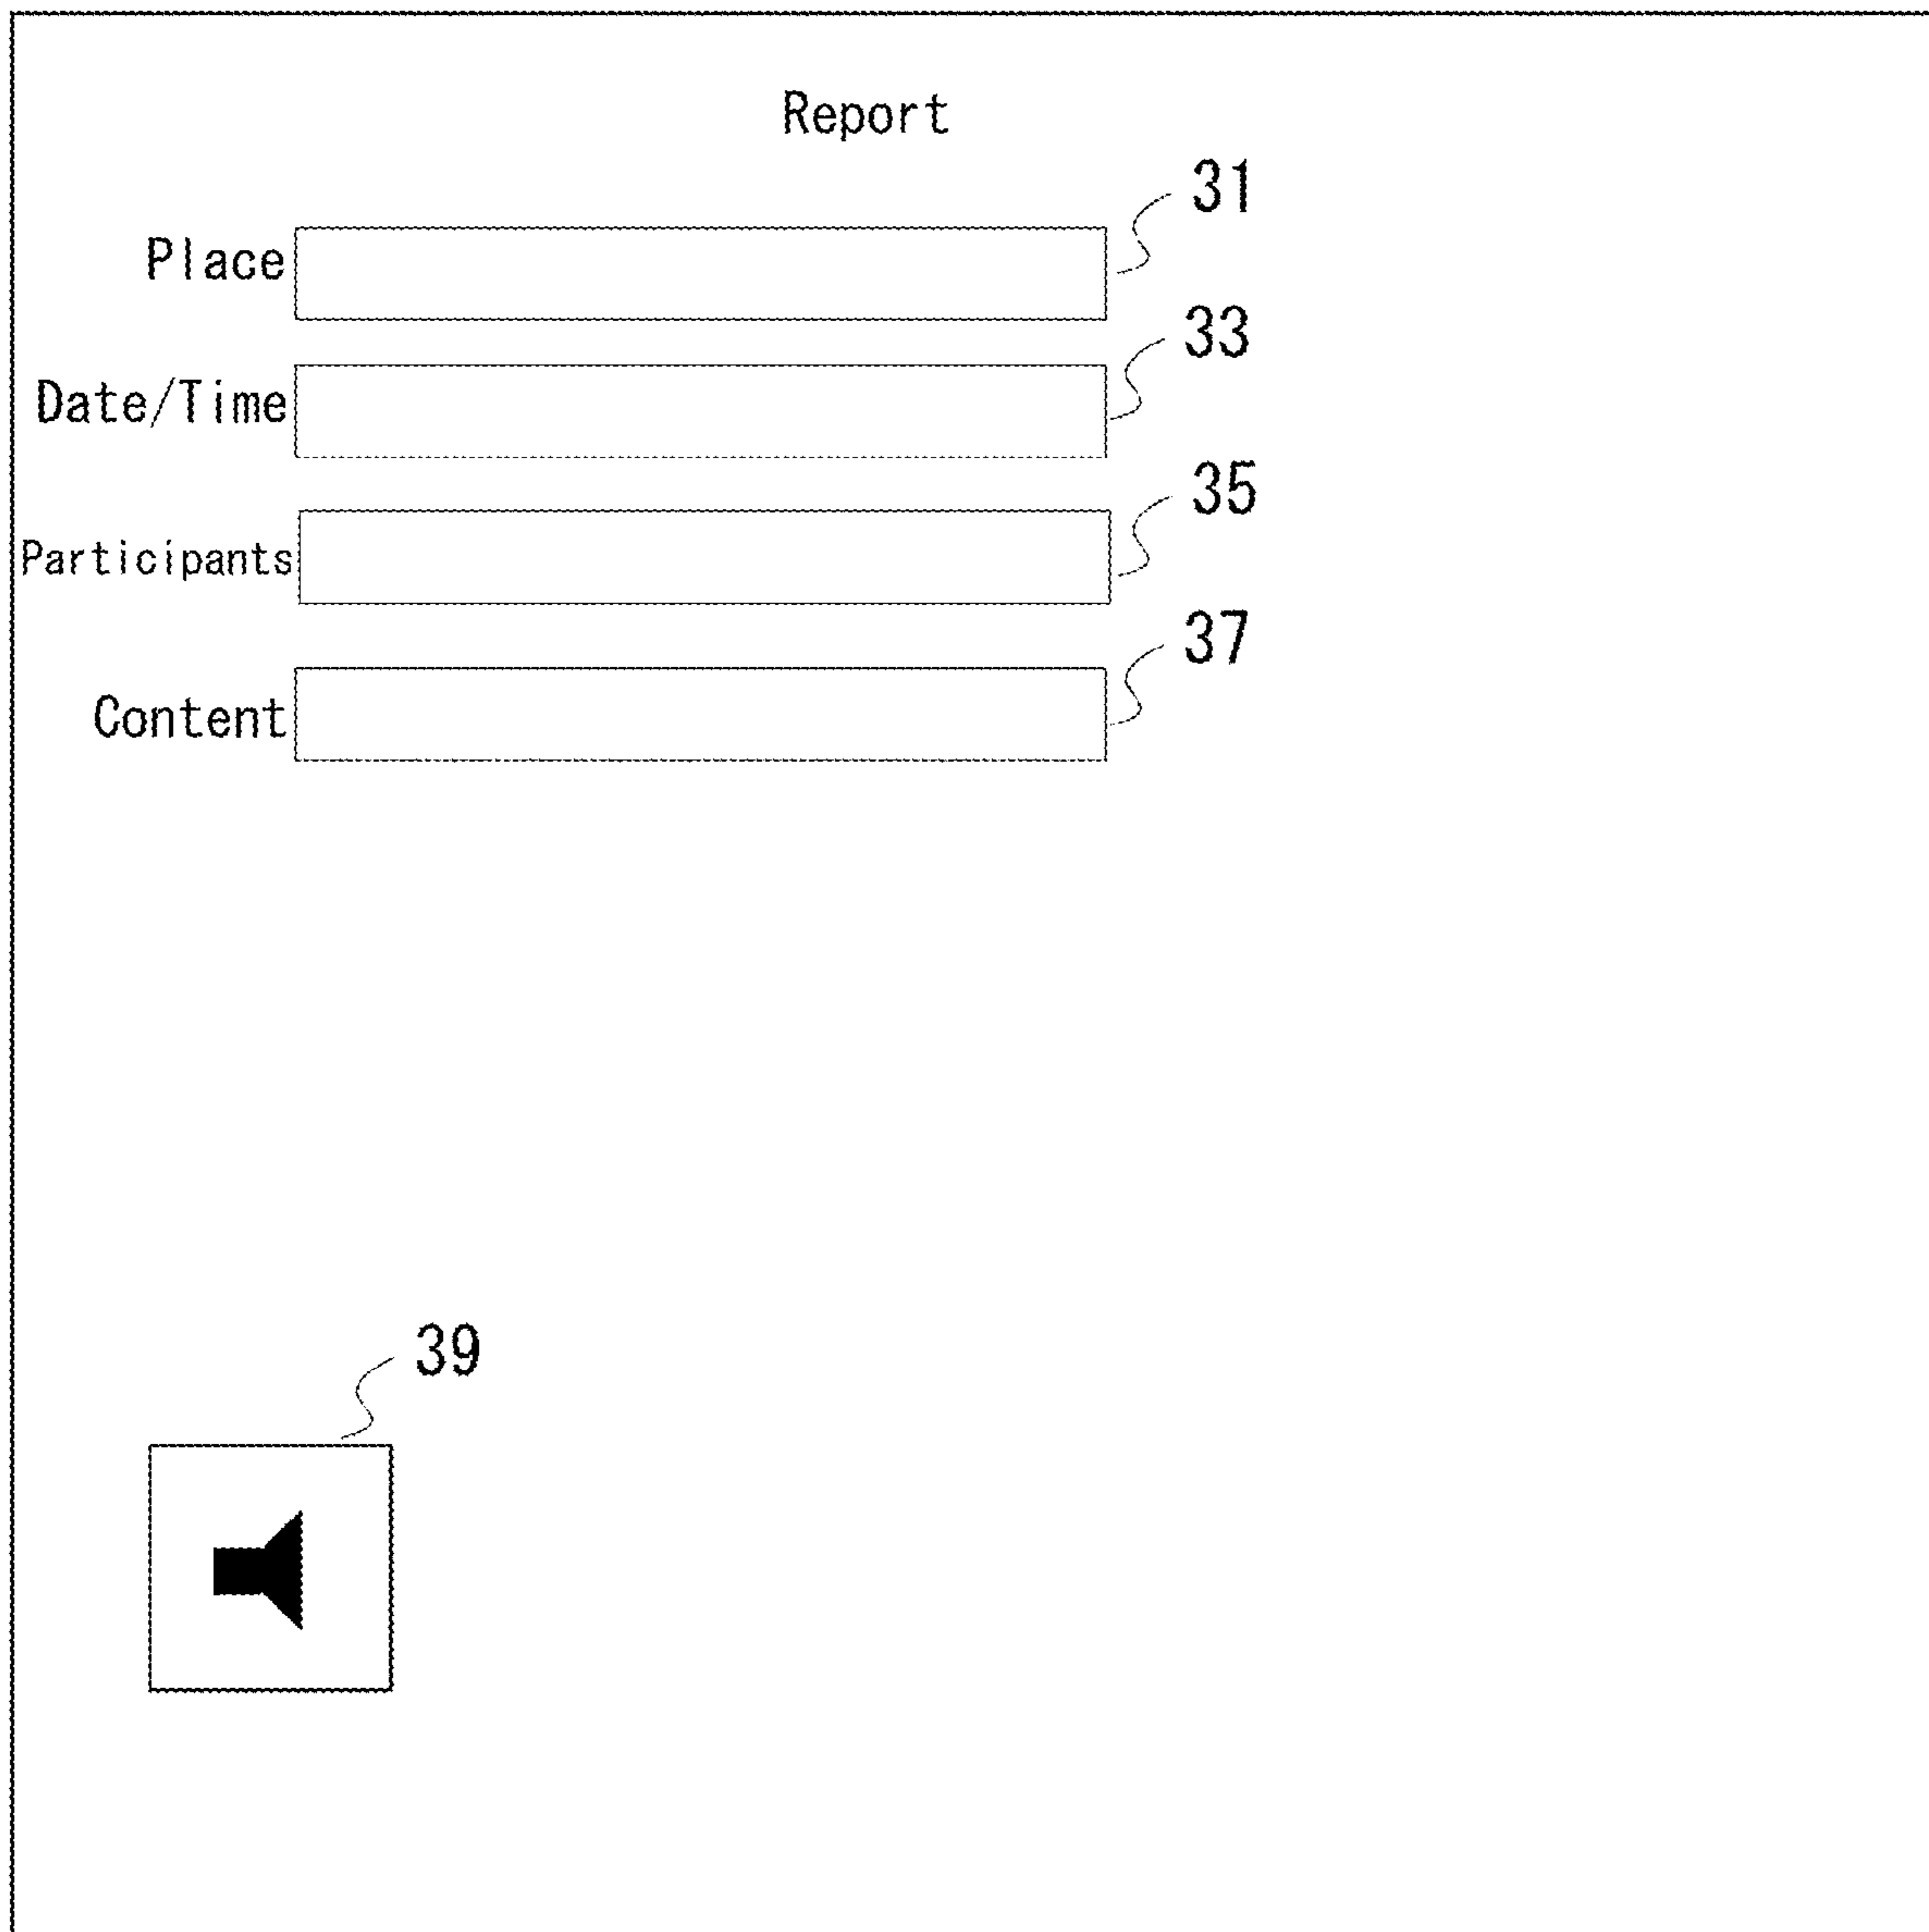 Report
31
Place
33
Date/Time
35
Participants
37
Content
39